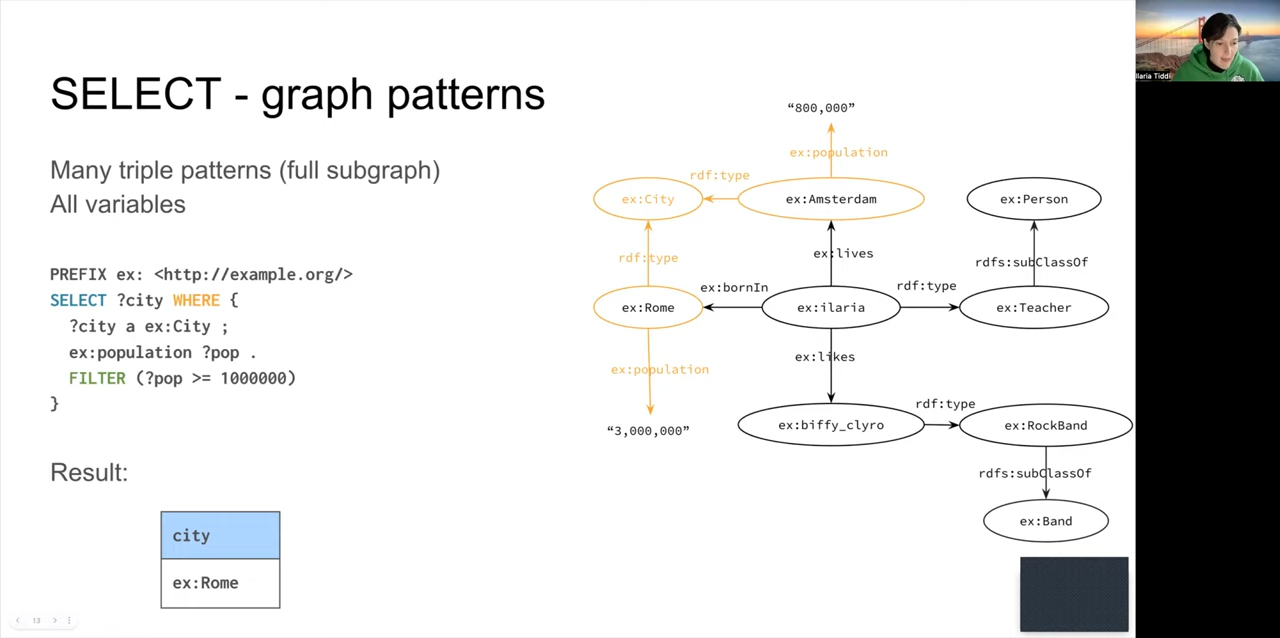 SELECT - graph patterns
Many triple patterns (full subgraph)
All variables
PREFIX ex: <http://example.org/>
SELECT ?city WHERE {
?city a ex:City ;
ex:population ?pop .
FILTER (?pop >= 1000000)
}
Result:
city
ex:Rome
13
“800,000”
ex:population
rdf:type
ex:City
ex:Amsterdam
ex:Person
rdf:type
ex:lives
rdfs:subClassOf
ex:bornIn
rdf:type
ex:Rome
ex:ilaria
ex:Teacher
ex:likes
ex:population
rdf:type
“3,000,000”
ex:biffy_clyro
ex:RockBand
rdfs:subClassOf
ex:Band
Ilaria Tiddi